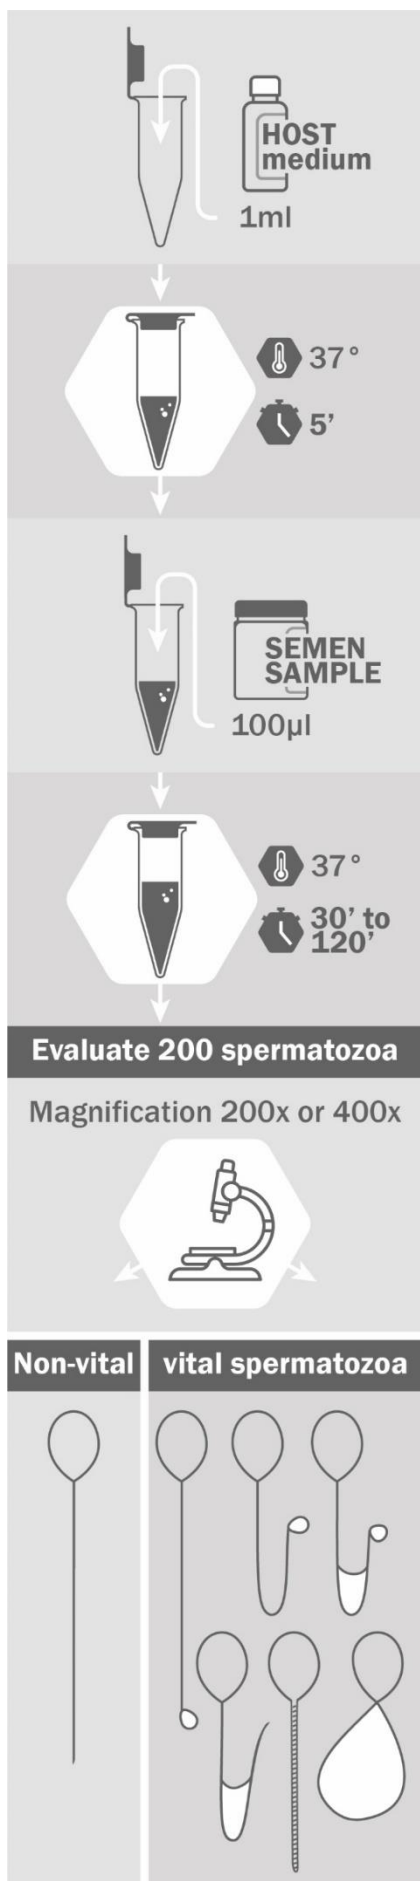 HOST
medium
1ml
37°
5’
SEMEN
SAMPLE
100µl
37°
30’ to
120’
Evaluate 200 spermatozoa
Magnification 200x or 400x
Non-vital
vital spermatozoa